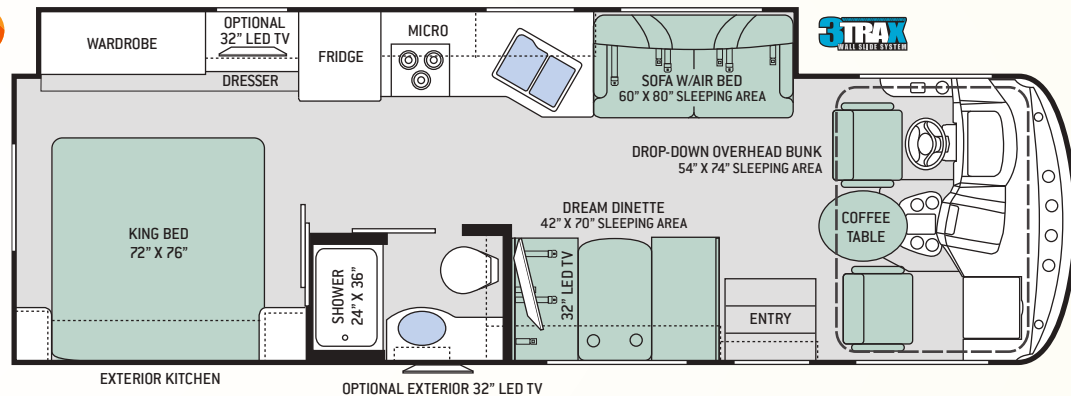 WARDROBE
OPTIONAL
32" LED TV
DRESSER
FRIDGE
MICRO
SOFA W/AIR BED
60" X 80" SLEEPING AREA
3TRAX
WALL SLIDE SYSTEM
DROP-DOWN OVERHEAD BUNK
54" X 74" SLEEPING AREA
DREAM DINETTE
42" X 70" SLEEPING AREA
COFFEE
TABLE
KING BED
72" X 76"
SHOWER
24" X 36"
32" LED TV
ENTRY
EXTERIOR KITCHEN
OPTIONAL EXTERIOR 32" LED TV